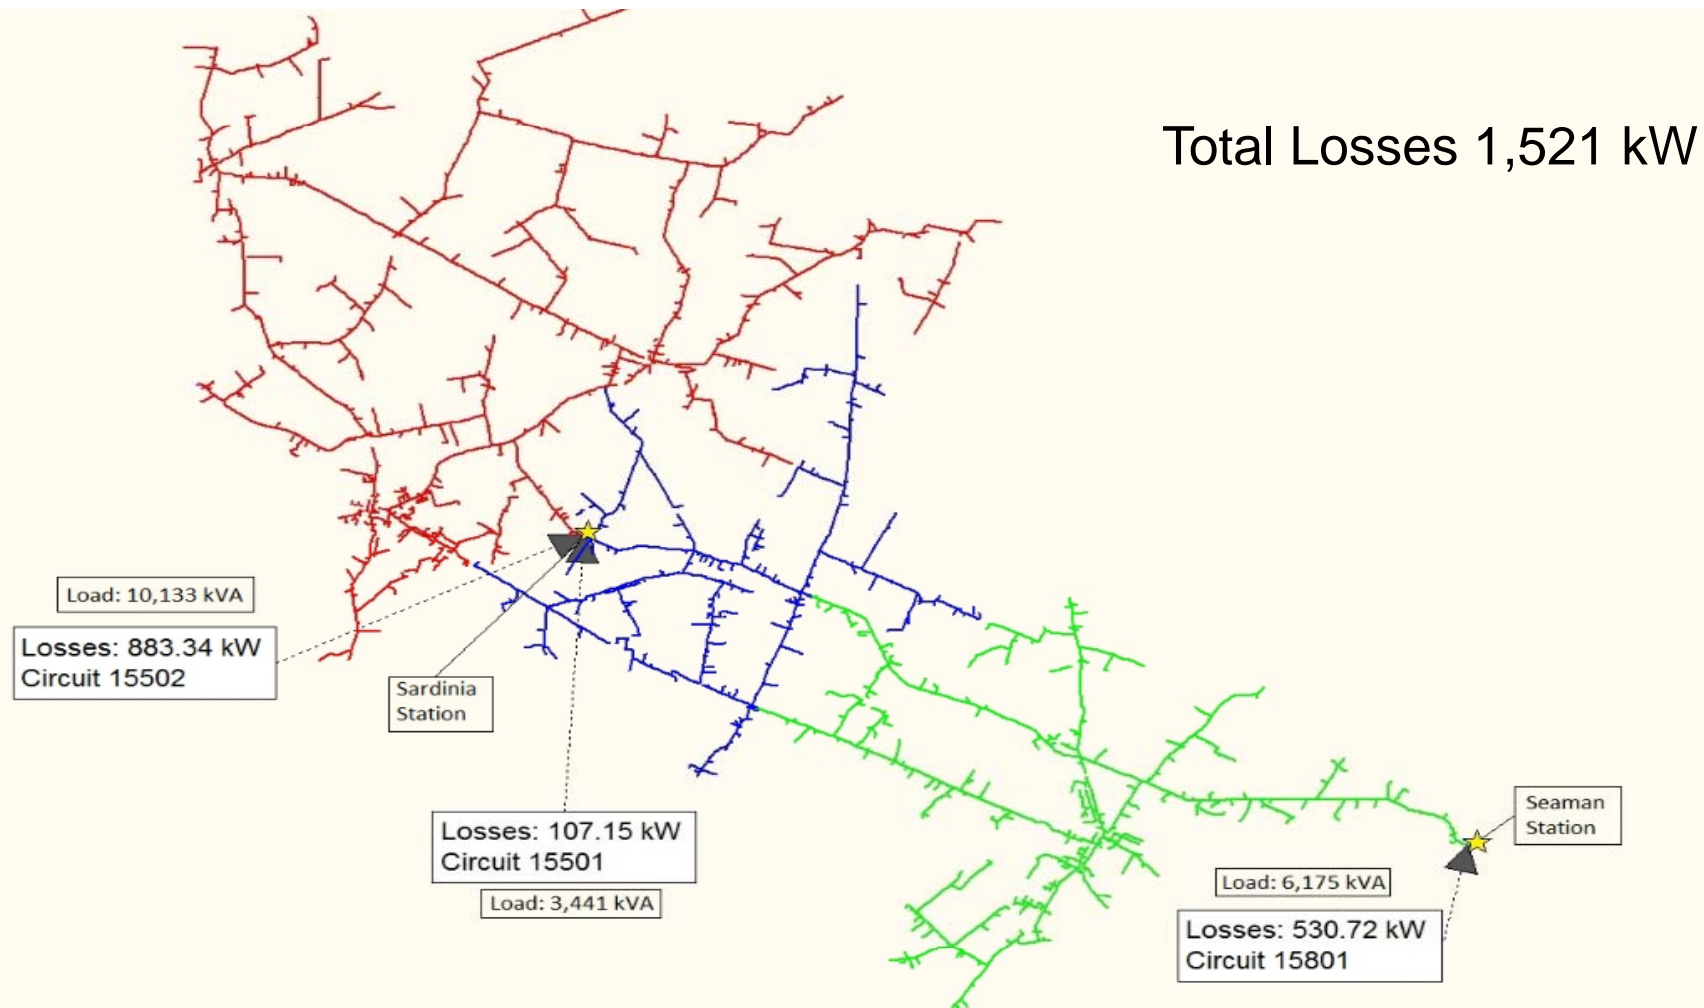 Total Losses 1,521 kW
Load: 10,133 kVA
Losses: 883.34 kW
Circuit 15502
Sardinia
Station
Losses: 107.15 kW
Circuit 15501
Load: 3,441 kVA
Seaman
Station
Load: 6,175 kVA
Losses: 530.72 kW
Circuit 15801